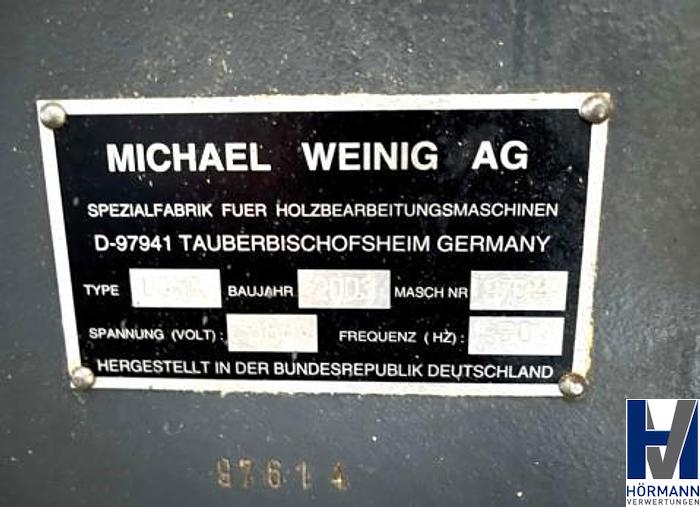 MICHAEL WEINIG AG
SPEZIALFABRIK FUER HOLZBEARBEITUNGSMASCHINEN
D-97941 TAUBERBISCHOFSHEIM GERMANY
TYPE BAUJAHR 2003 MASCH NR
SPANNUNG (VOLT) : FREQUENZ ( HZ) :
HERGESTELLT IN DER BUNDESREPUBLIK DEUTSCHLAND
97614
HÖRMANN
VERWERTUNGEN